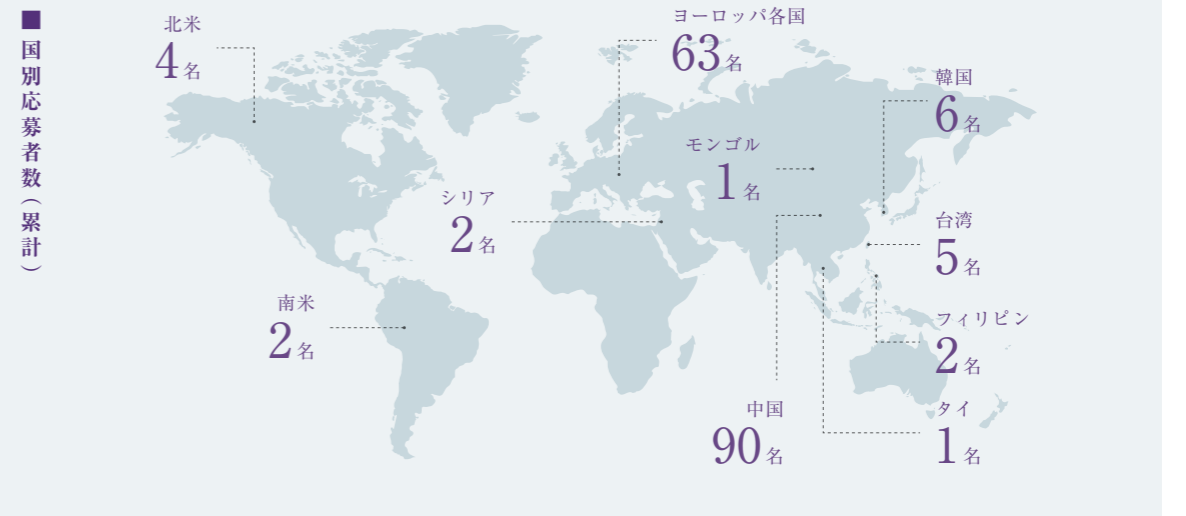 ■国別応募者数（累計）
北米
4名
ヨーロッパ各国
63名
韓国
6名
モンゴル
1名
シリア
2名
台湾
5名
南米
2名
フィリピン
2名
中国
90名
タイ
1名